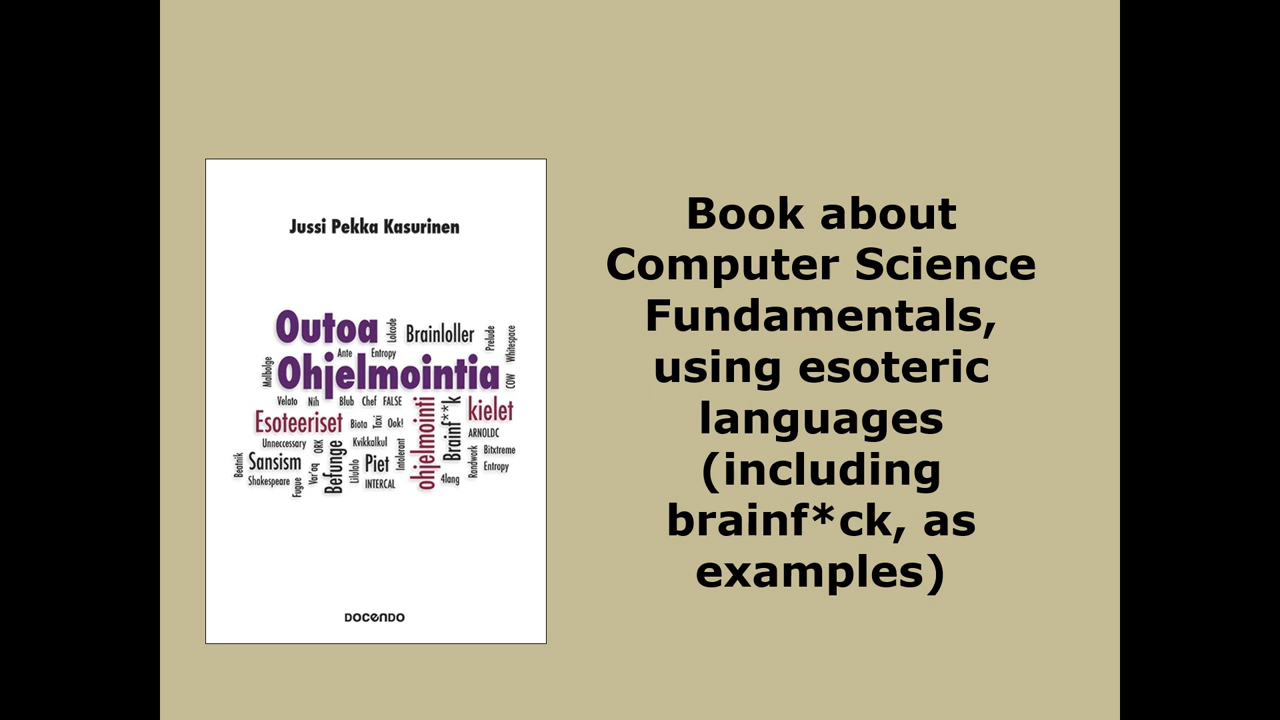 Jussi Pekka Kasurinen
Outoa
Lolcode
Brainloller
Prelude
Whitespace
Malbolge
Ante
Entropy
Ohjelmointia
COW
Velato
Nih
Blub
Chef
FALSE
ohjelmointi
Brainf**k
kielet
Esoteeriset
Biota
Taxi
Ook!
ARNOLDC
Unneccessary
ORK
Befunge
Kvikkalkul
Intolerant
Randwork
Bitxtreme
Beatnik
Sansism
Var'aq
Lilulalo
Piet
Entropy
Shakespeare
Fugue
INTERCAL
4lang
DOCENDO
Book about
Computer Science
Fundamentals,
using esoteric
languages
(including
brainf*ck, as
examples)